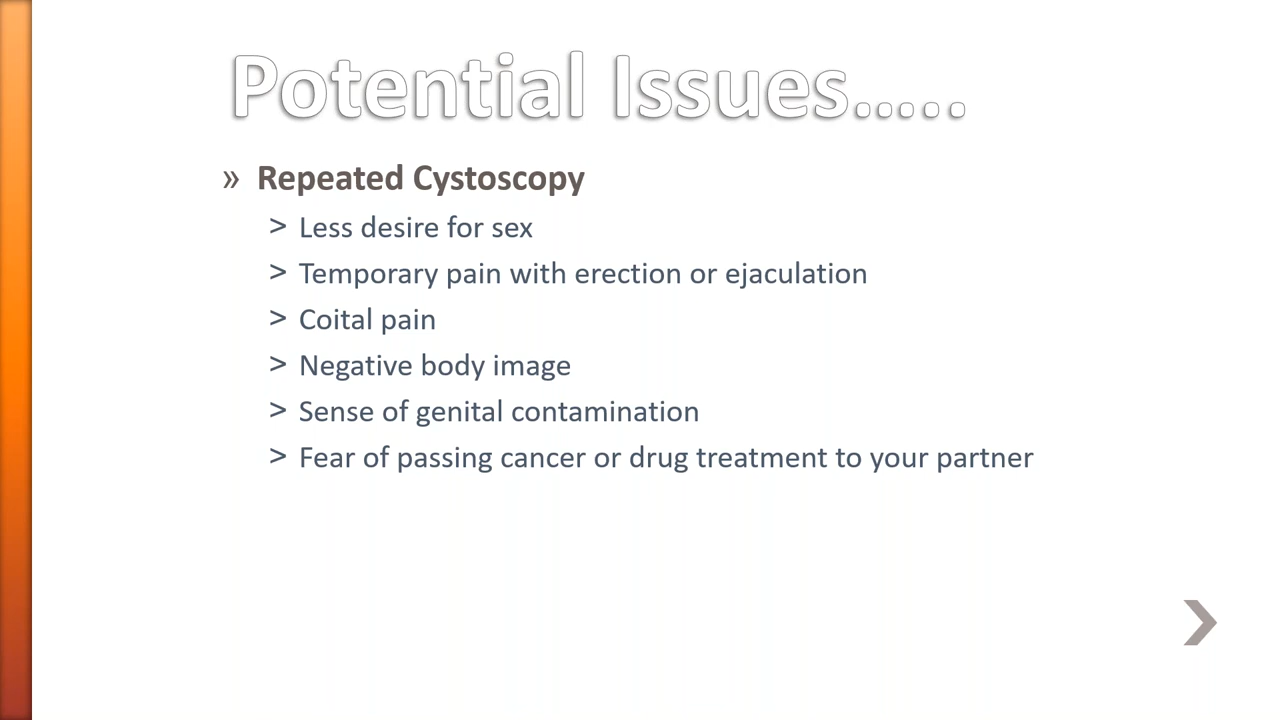 Potential Issues…..
» Repeated Cystoscopy
> Less desire for sex
> Temporary pain with erection or ejaculation
> Coital pain
> Negative body image
> Sense of genital contamination
> Fear of passing cancer or drug treatment to your partner